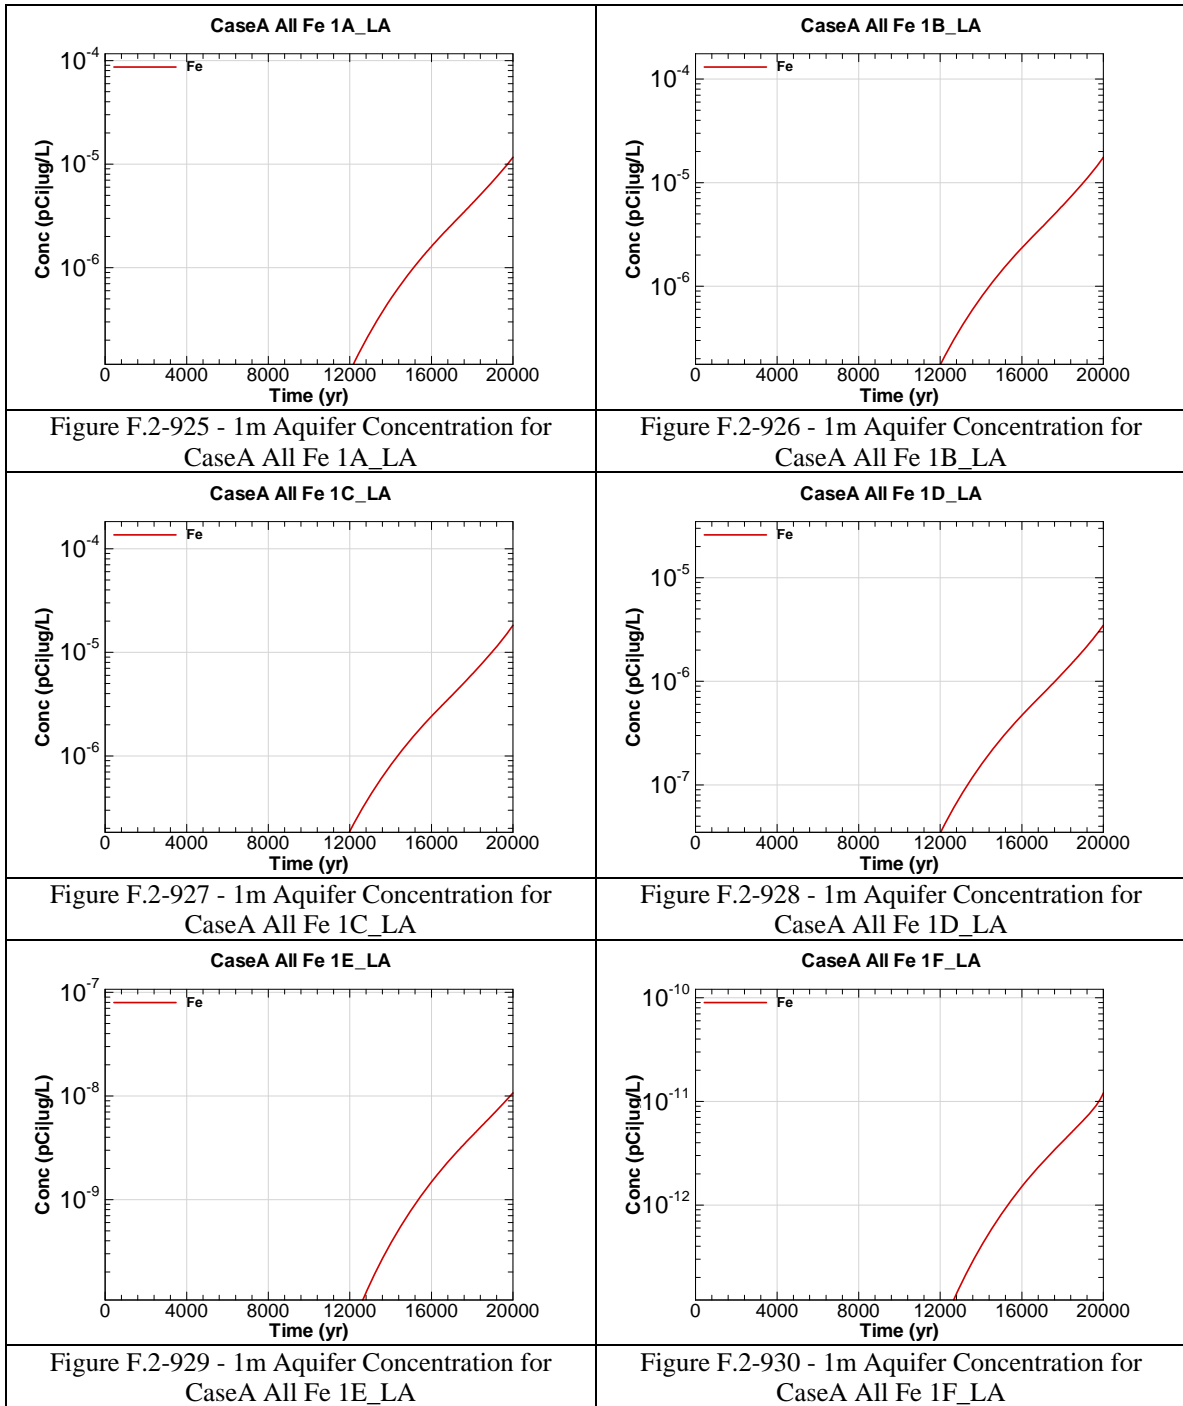 CaseA All Fe 1A_LA
Fe
10-4
10-5
10-6
Conc (pCi|ug/L)
0 4000 8000 12000 16000 20000
Time (yr)
Figure F.2-925 - 1m Aquifer Concentration for
CaseA All Fe 1A_LA
CaseA All Fe 1B_LA
Fe
10-4
10-5
10-6
Conc (pCi|ug/L)
0 4000 8000 12000 16000 20000
Time (yr)
Figure F.2-926 - 1m Aquifer Concentration for
CaseA All Fe 1B_LA
CaseA All Fe 1C_LA
Fe
10-4
10-5
10-6
Conc (pCi|ug/L)
0 4000 8000 12000 16000 20000
Time (yr)
Figure F.2-927 - 1m Aquifer Concentration for
CaseA All Fe 1C_LA
CaseA All Fe 1D_LA
Fe
10-5
10-6
10-7
Conc (pCi|ug/L)
0 4000 8000 12000 16000 20000
Time (yr)
Figure F.2-928 - 1m Aquifer Concentration for
CaseA All Fe 1D_LA
CaseA All Fe 1E_LA
Fe
10-7
10-8
10-9
Conc (pCi|ug/L)
0 4000 8000 12000 16000 20000
Time (yr)
Figure F.2-929 - 1m Aquifer Concentration for
CaseA All Fe 1E_LA
CaseA All Fe 1F_LA
Fe
10-10
10-11
10-12
Conc (pCi|ug/L)
0 4000 8000 12000 16000 20000
Time (yr)
Figure F.2-930 - 1m Aquifer Concentration for
CaseA All Fe 1F_LA